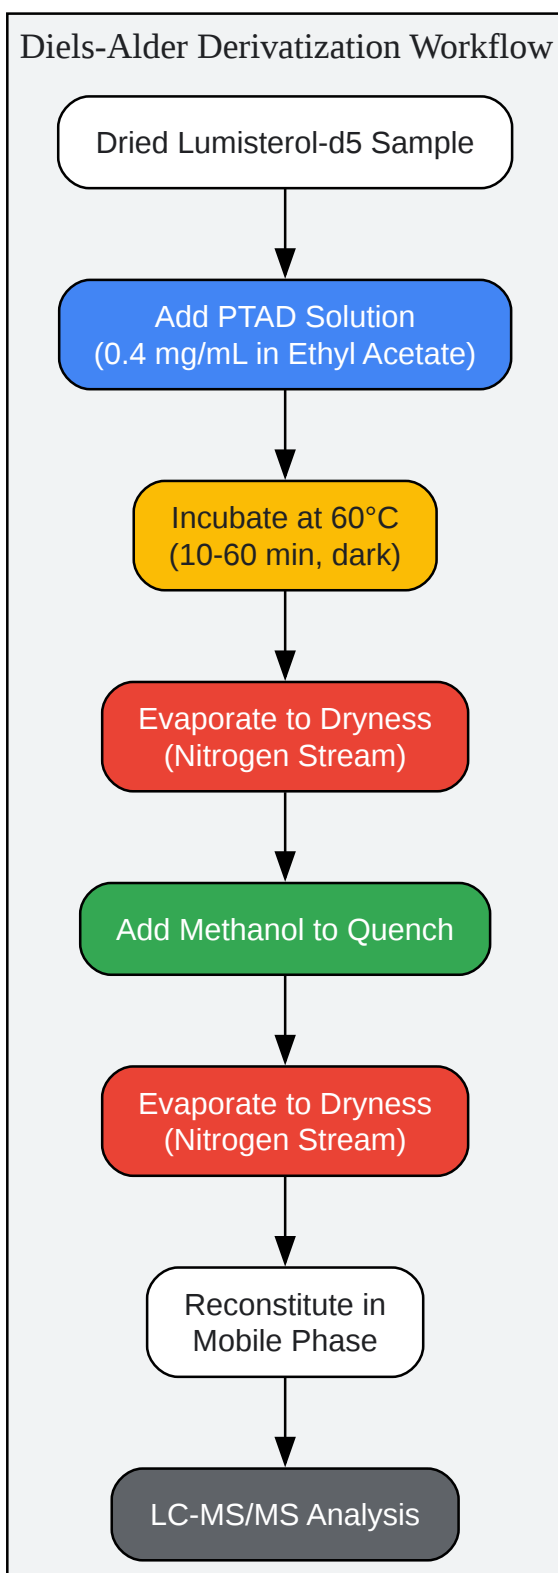 Diels-Alder Derivatization Workflow
Dried Lumisterol-d5 Sample
Add PTAD Solution
(0.4 mg/mL in Ethyl Acetate)
Incubate at 60°C
(10-60 min, dark)
Evaporate to Dryness
(Nitrogen Stream)
Add Methanol to Quench
Evaporate to Dryness
(Nitrogen Stream)
Reconstitute in
Mobile Phase
LC-MS/MS Analysis